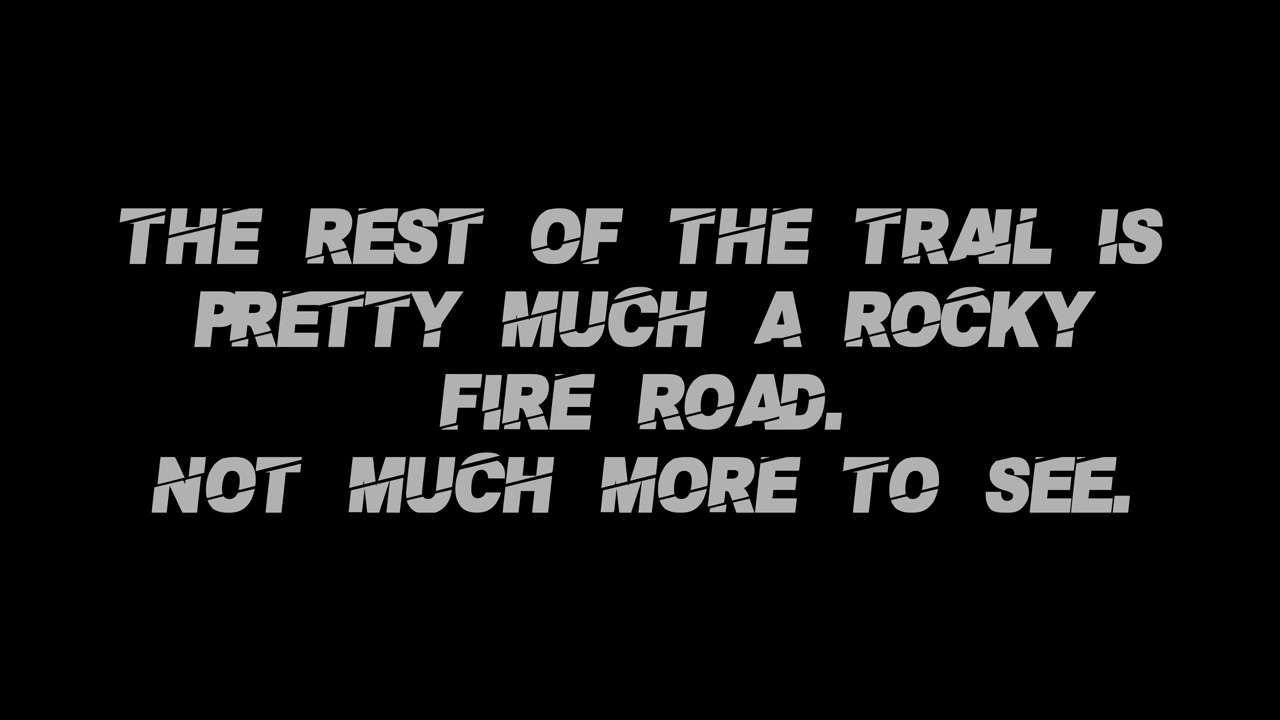 THE REST OF THE TRAIL IS
PRETTY MUCH A ROCKY
FIRE ROAD.
NOT MUCH MORE TO SEE.